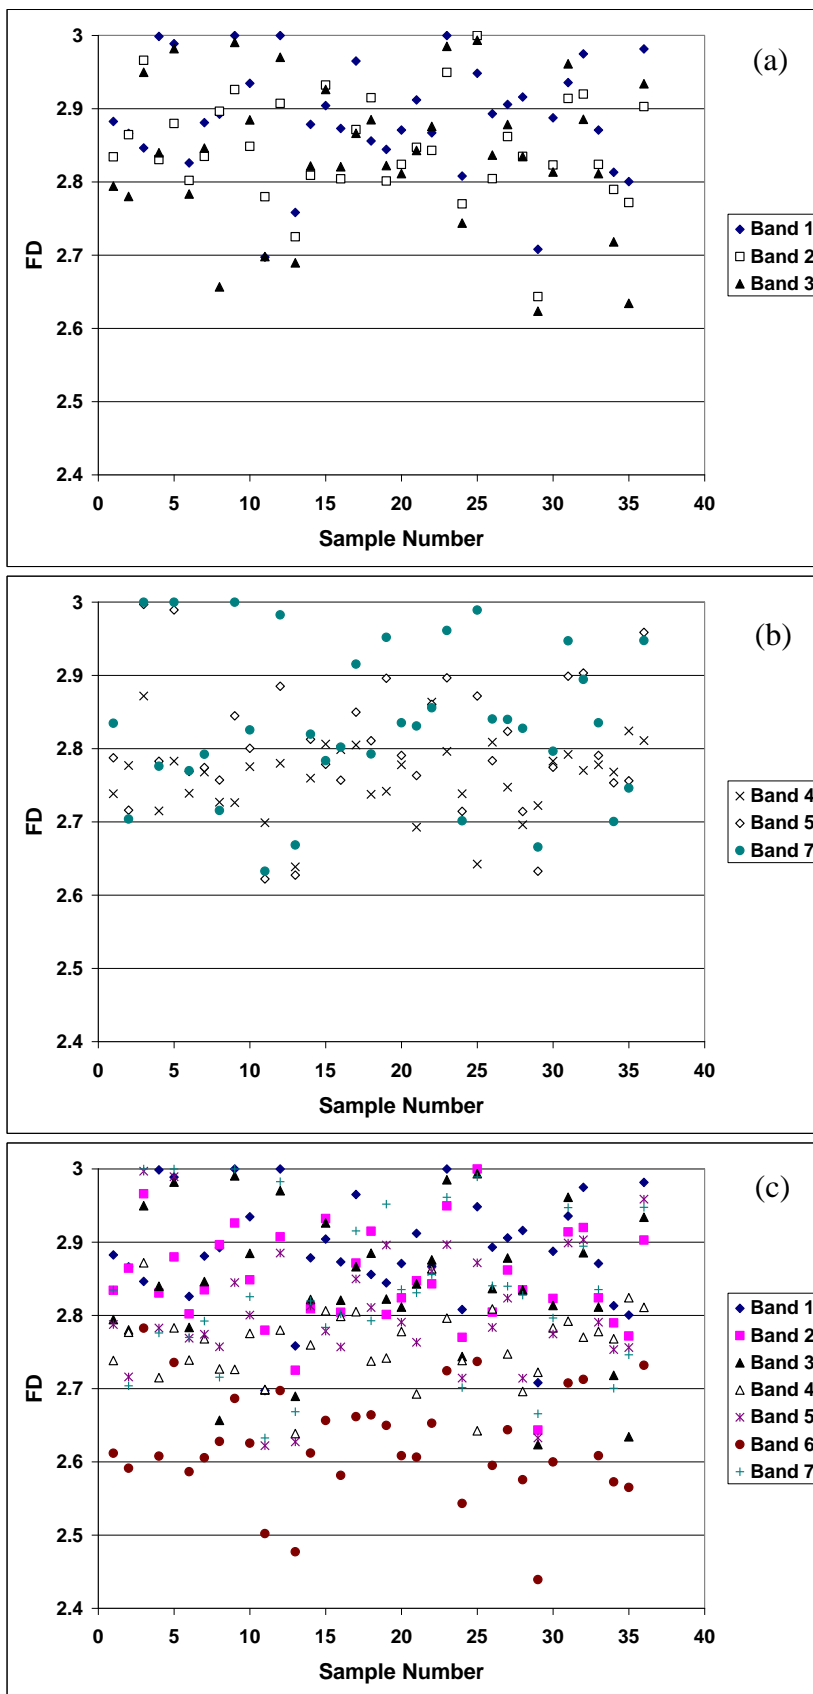 (a)
3
2.9
2.8
2.7
2.6
2.5
2.4
FD
0 5 10 15 20 25 30 35 40
Sample Number
Band 1
Band 2
Band 3
(b)
3
2.9
2.8
2.7
2.6
2.5
2.4
FD
0 5 10 15 20 25 30 35 40
Sample Number
Band 4
Band 5
Band 7
(c)
3
2.9
2.8
2.7
2.6
2.5
2.4
FD
0 5 10 15 20 25 30 35 40
Sample Number
Band 1
Band 2
Band 3
Band 4
Band 5
Band 6
Band 7